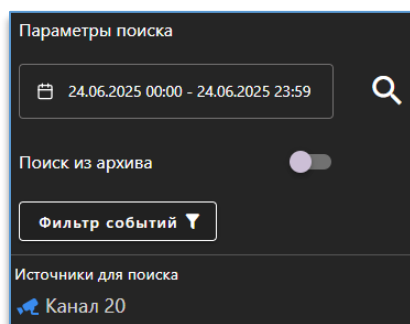 Параметры поиска
24.06.2025 00:00 - 24.06.2025 23:59
Поиск из архива
Фильтр событий
Источники для поиска
Канал 20